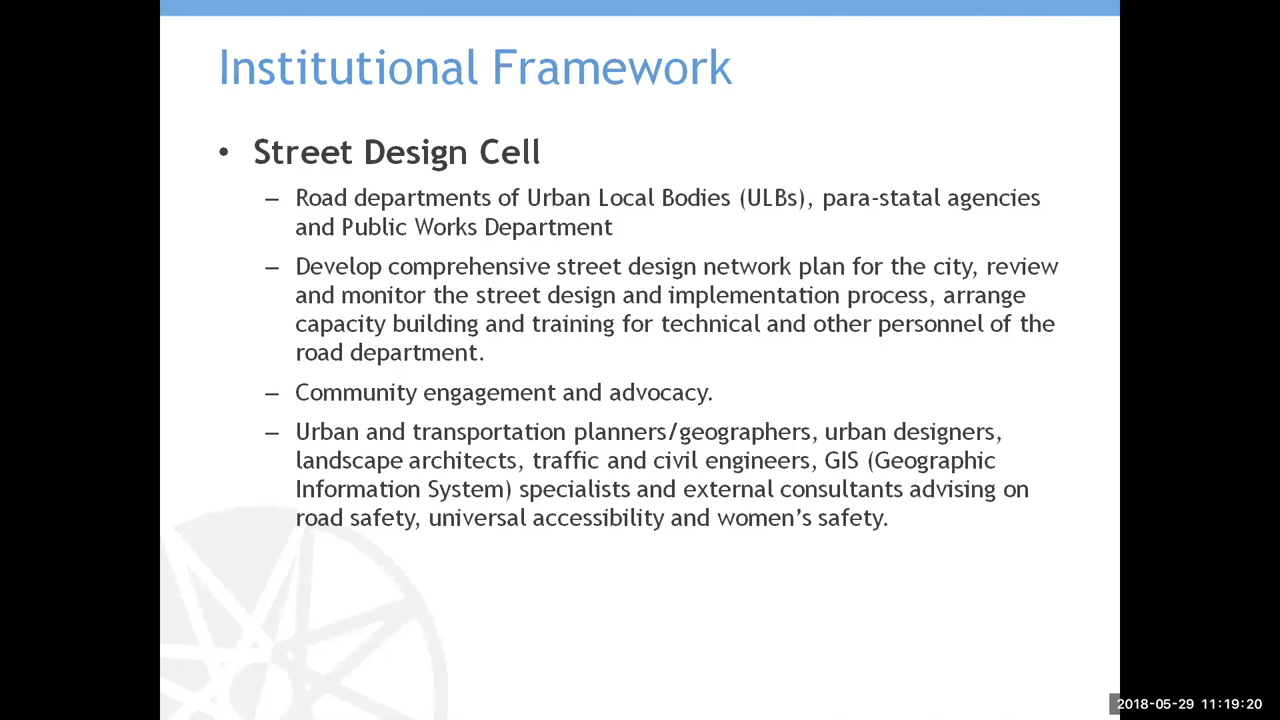 Institutional Framework
• Street Design Cell
– Road departments of Urban Local Bodies (ULBs), para-statal agencies
and Public Works Department
– Develop comprehensive street design network plan for the city, review
and monitor the street design and implementation process, arrange
capacity building and training for technical and other personnel of the
road department.
– Community engagement and advocacy.
– Urban and transportation planners/geographers, urban designers,
landscape architects, traffic and civil engineers, GIS (Geographic
Information System) specialists and external consultants advising on
road safety, universal accessibility and women’s safety.
2018-05-29 11:19:20